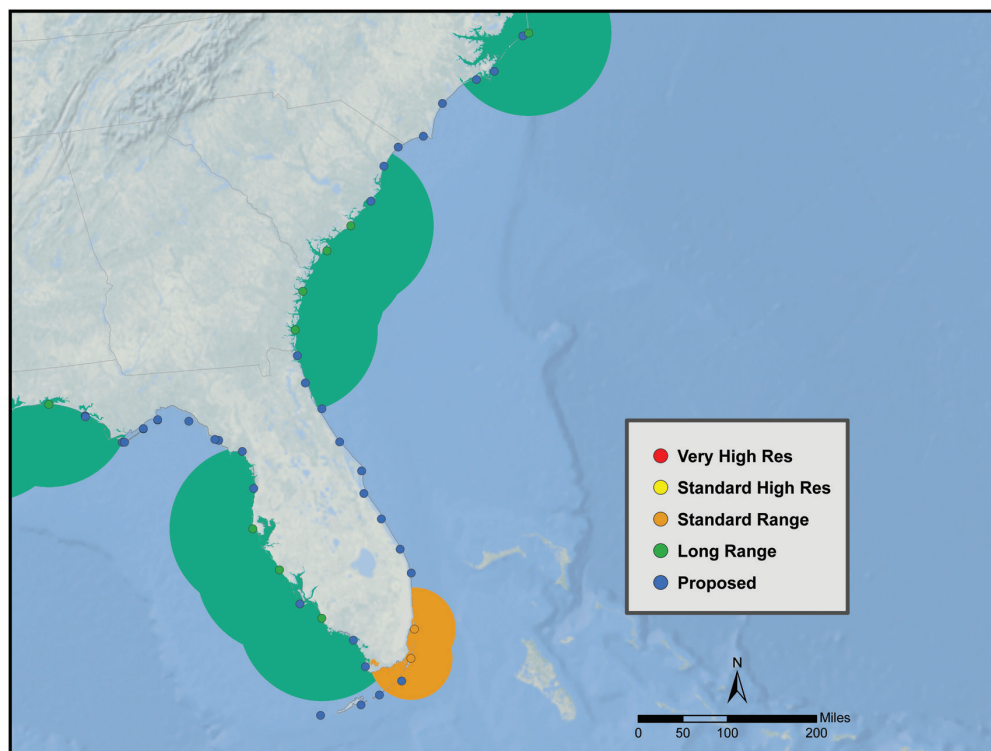 Very High Res
Standard High Res
Standard Range
Long Range
Proposed
N
Miles
0 50 100 200